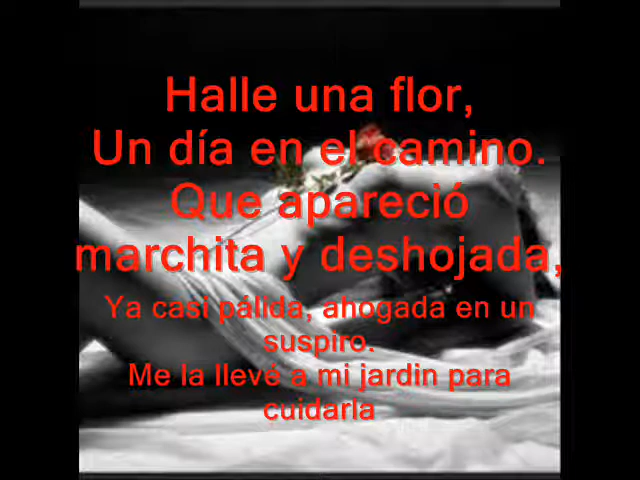 Halle una flor,
Un día en el camino.
Que apareció
marchita y deshojada,
Ya casi pálida, ahogada en un
suspiro.
Me la llevé a mi jardin para
cuidarla